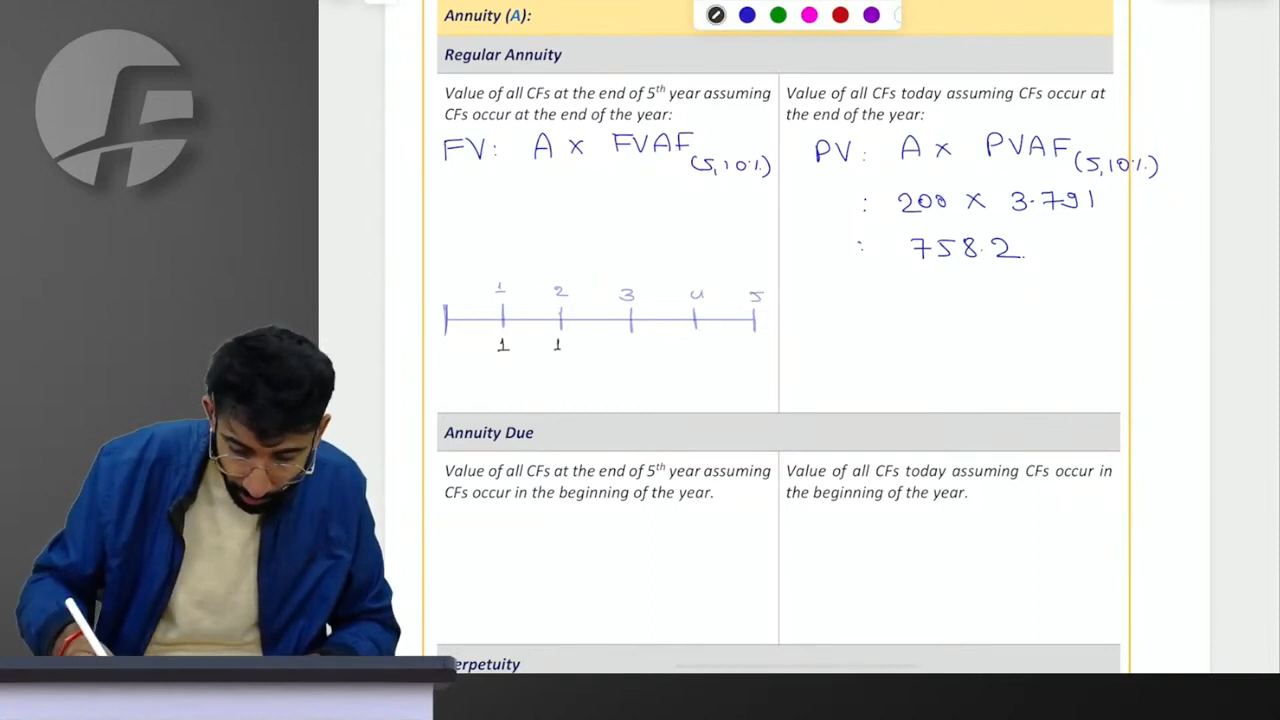 Annuity (A):
Regular Annuity
Value of all CFs at the end of 5th year assuming
CFs occur at the end of the year:
FV: A x FVAF(5,10%)
1 2 3 4 5
1 1
Value of all CFs today assuming CFs occur at
the end of the year:
PV: A x PVAF(5,10%)
: 200 x 3.791
: 758.2.
Annuity Due
Value of all CFs at the end of 5th year assuming
CFs occur in the beginning of the year.
Value of all CFs today assuming CFs occur in
the beginning of the year.
erpetuity